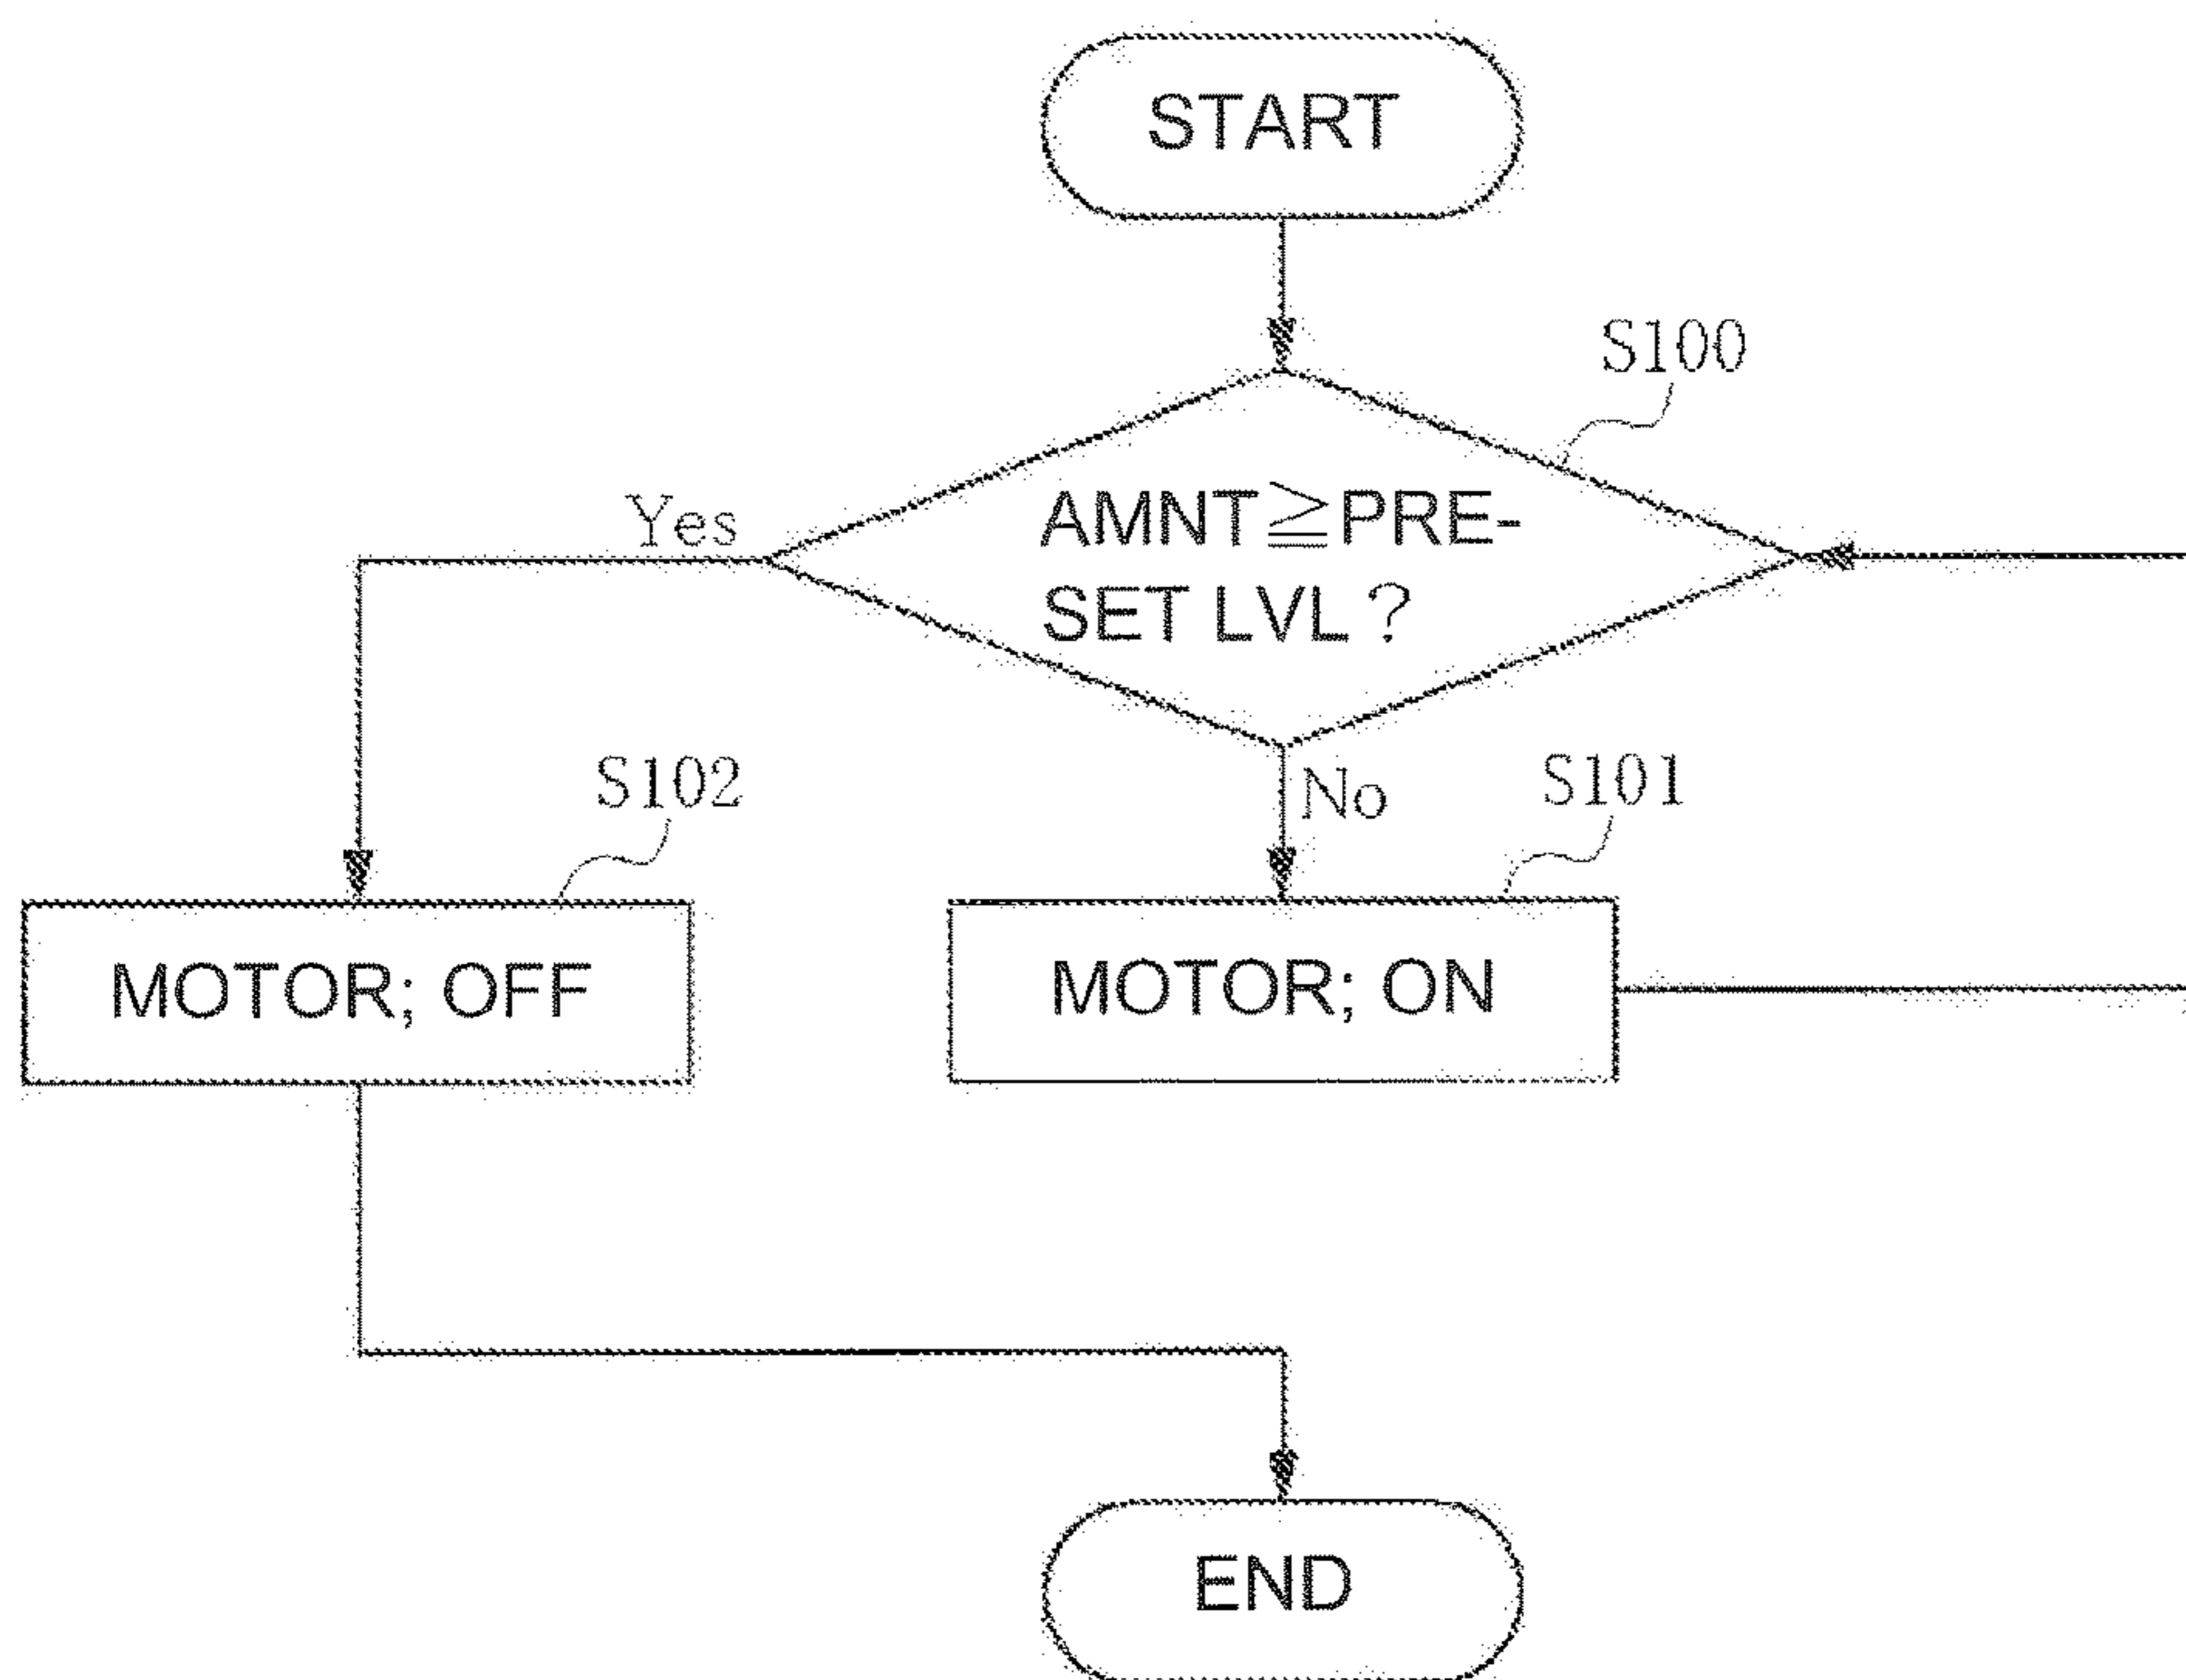 START
S100
AMNT≧PRE-
SET LVL ?
Yes
No
S102
S101
MOTOR; OFF
MOTOR; ON
END